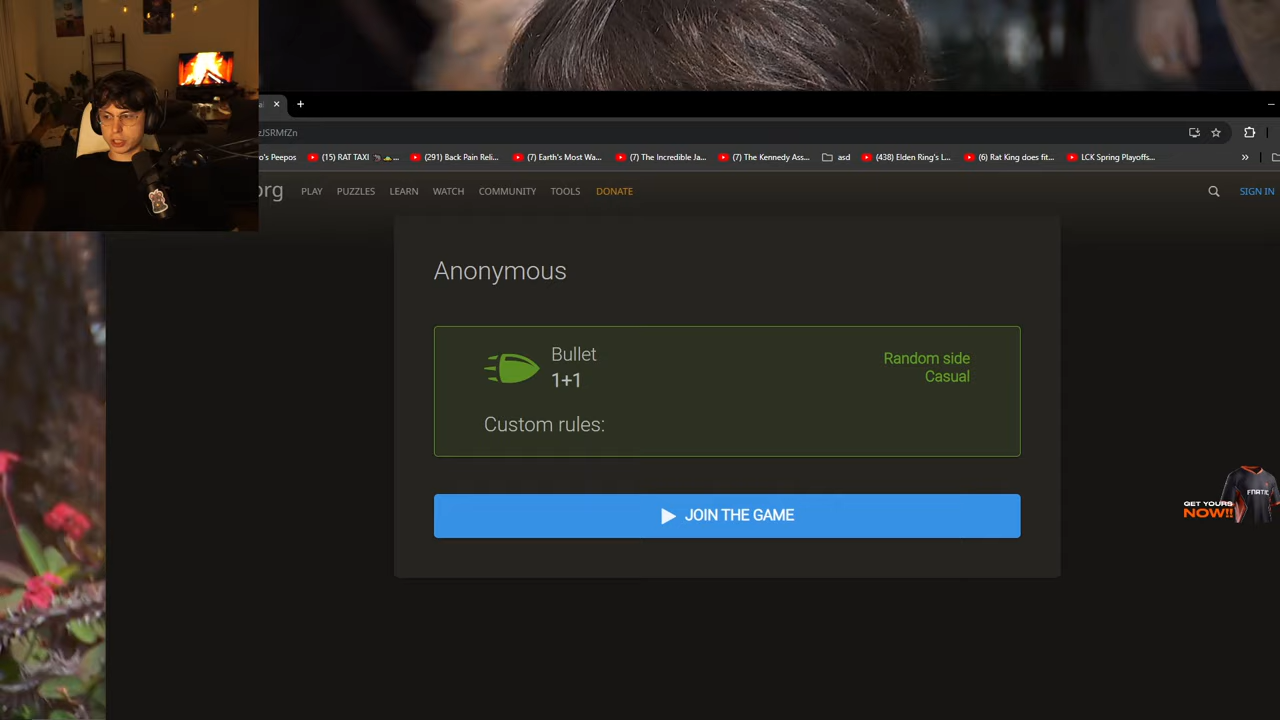 zJSRMfZn
o's Peepos
(15) RAT TAXI
(291) Back Pain Reli...
(7) Earth's Most Wa...
(7) The Incredible Ja...
(7) The Kennedy Ass...
asd
(438) Elden Ring's L...
(6) Rat King does fit...
LCK Spring Playoffs...
org
PLAY
PUZZLES
LEARN
WATCH
COMMUNITY
TOOLS
DONATE
SIGN IN
Anonymous
Bullet
1+1
Random side
Casual
Custom rules:
JOIN THE GAME
GET YOURS
NOW!!
FNATIC